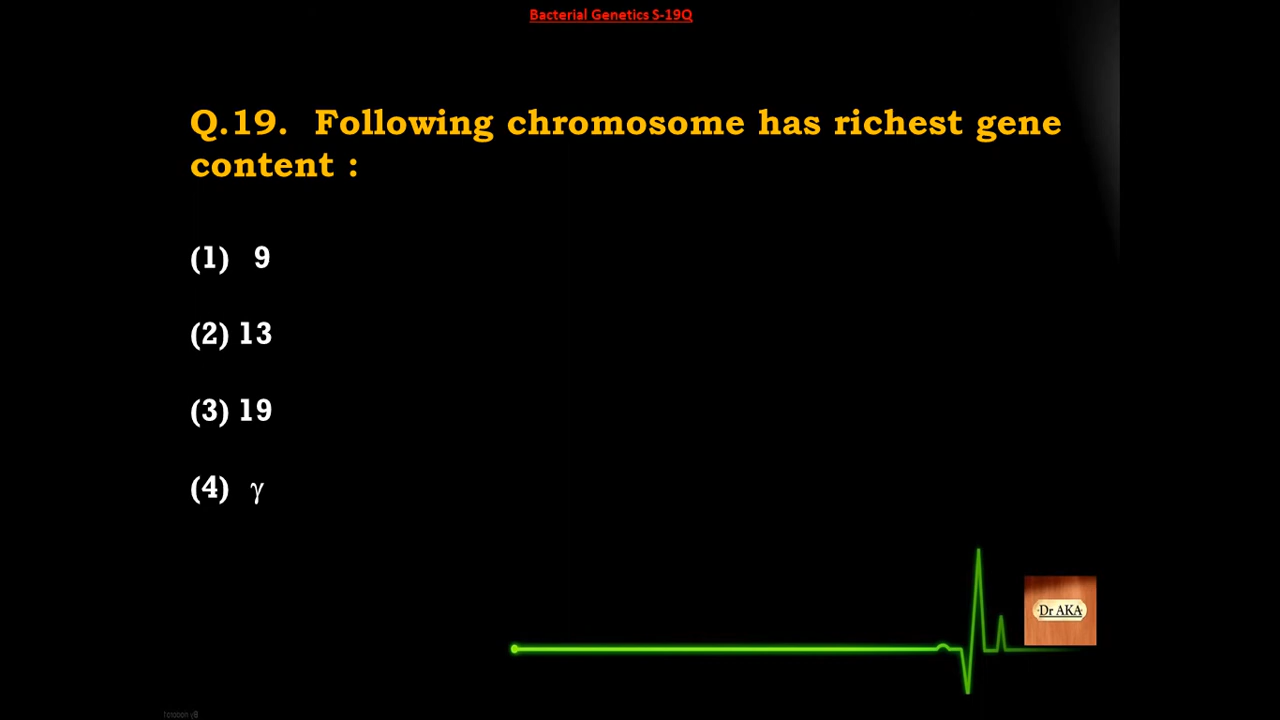 Bacterial Genetics S-19Q
Q.19. Following chromosome has richest gene
content :
(1) 9
(2) 13
(3) 19
(4) γ
Dr AKA